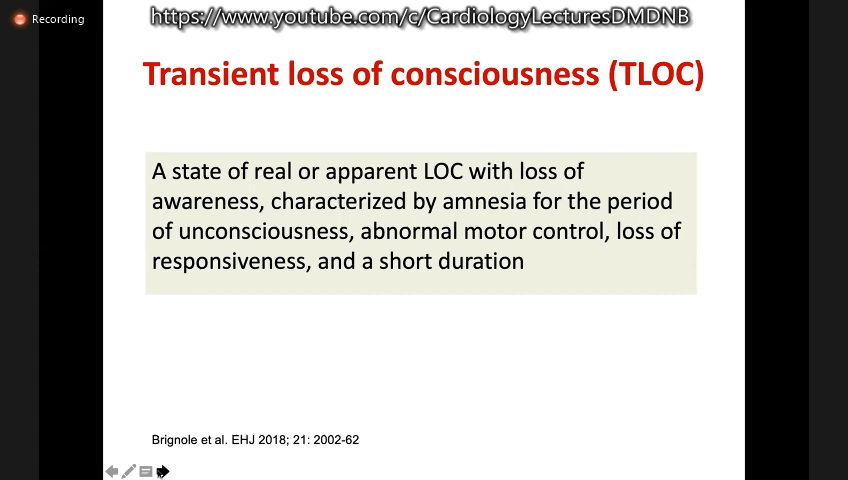 https://www.youtube.com/c/CardiologyLecturesDMDNB
Recording
Transient loss of consciousness (TLOC)
A state of real or apparent LOC with loss of
awareness, characterized by amnesia for the period
of unconsciousness, abnormal motor control, loss of
responsiveness, and a short duration
Brignole et al. EHJ 2018; 21: 2002-62